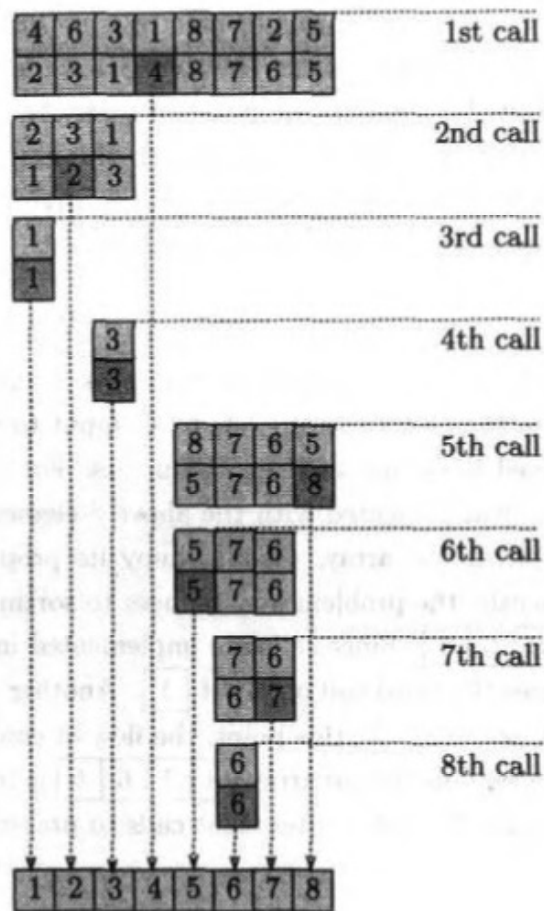 4 6 3 1 8 7 2 5 1st call
2 3 1 4 8 7 6 5
2 3 1 2nd call
1 2 3
1 3rd call
1
3 4th call
3
8 7 6 5 5th call
5 7 6 8
5 7 6 6th call
5 7 6
7 6 7th call
6 7
6 8th call
6
1 2 3 4 5 6 7 8